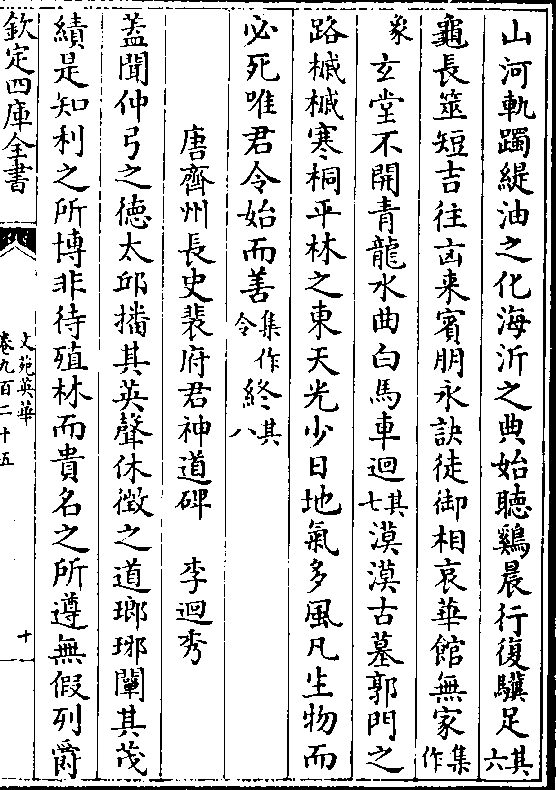 山河軌躅緹油之化海沂之典始聽鷄晨行復驥足其六
龜長筮短吉往凶来賓朋永訣徒御相哀華館無家集作
象玄堂不開青龍水曲白馬車迴其七漠漠古墓郭門之
路槭槭寒桐平林之東天光少日地氣多風凡生物而
必死唯君令始而善集作令終其八
唐齊州長史裴府君神道碑　李迥秀
蓋聞仲弓之德太邱播其英聲休徵之道瑯琊闡其茂
績是知利之所博非待殖林而貴名之所遵無假列爵
欽定四庫全書
文苑英華
卷九百二十五
十